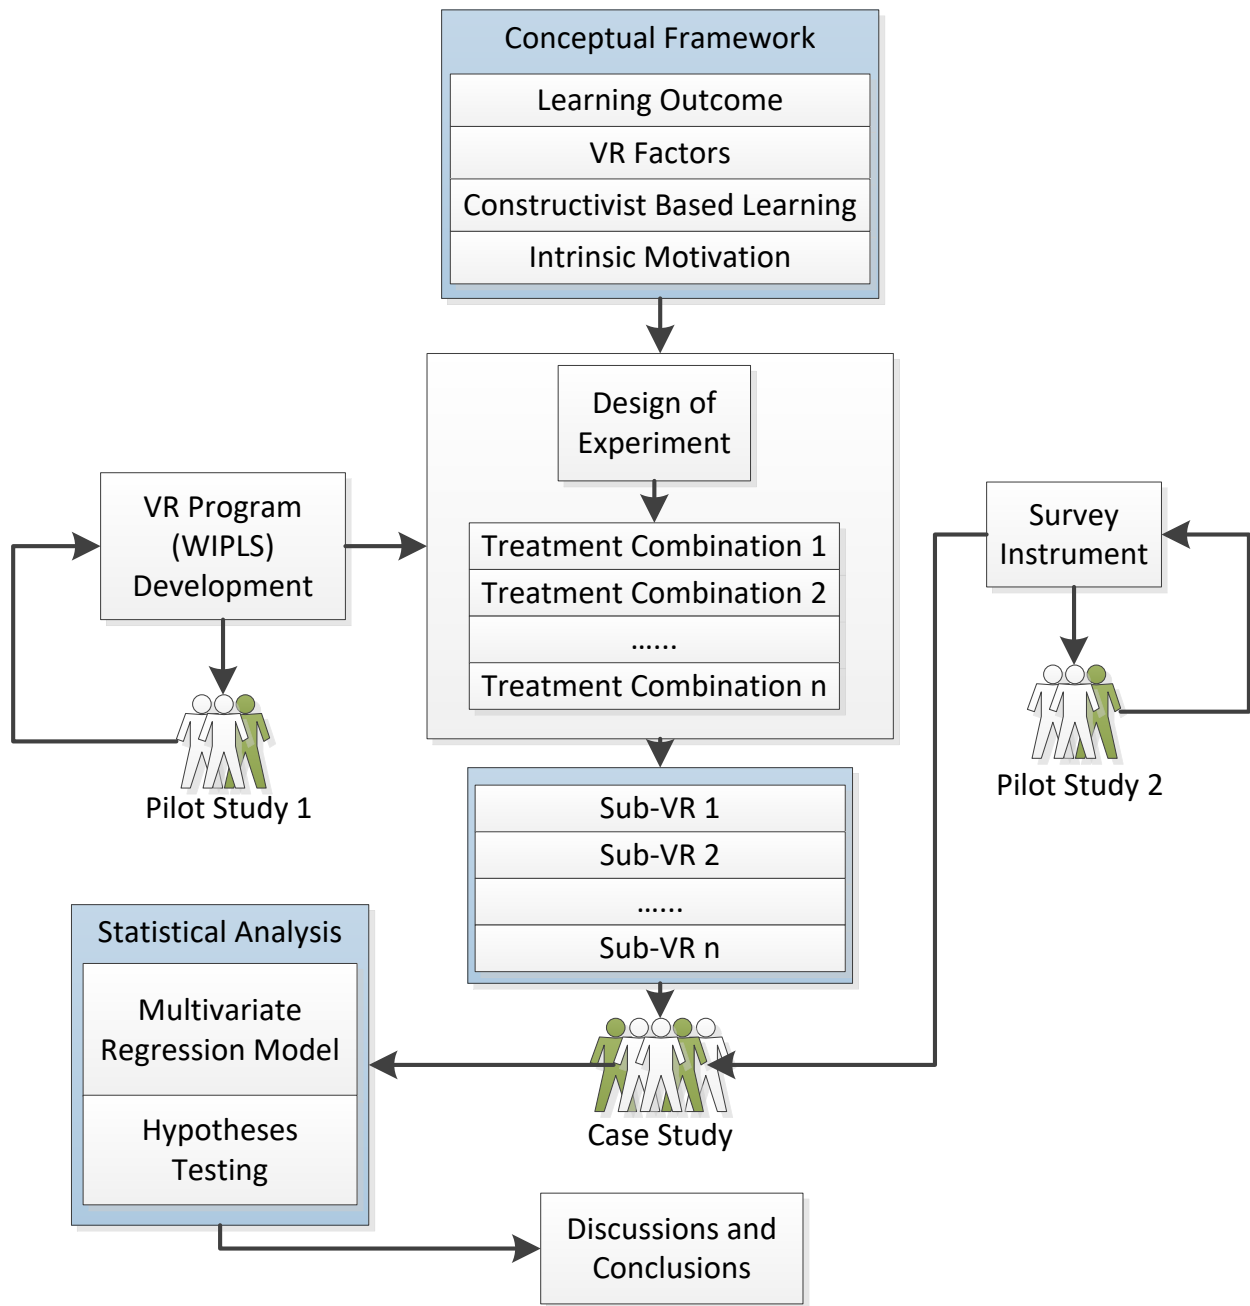 Conceptual Framework
Learning Outcome
VR Factors
Constructivist Based Learning
Intrinsic Motivation
Design of
Experiment
Treatment Combination 1
Treatment Combination 2
......
Treatment Combination n
VR Program
(WIPLS)
Development
Pilot Study 1
Survey
Instrument
Pilot Study 2
Sub-VR 1
Sub-VR 2
......
Sub-VR n
Case Study
Statistical Analysis
Multivariate
Regression Model
Hypotheses
Testing
Discussions and
Conclusions